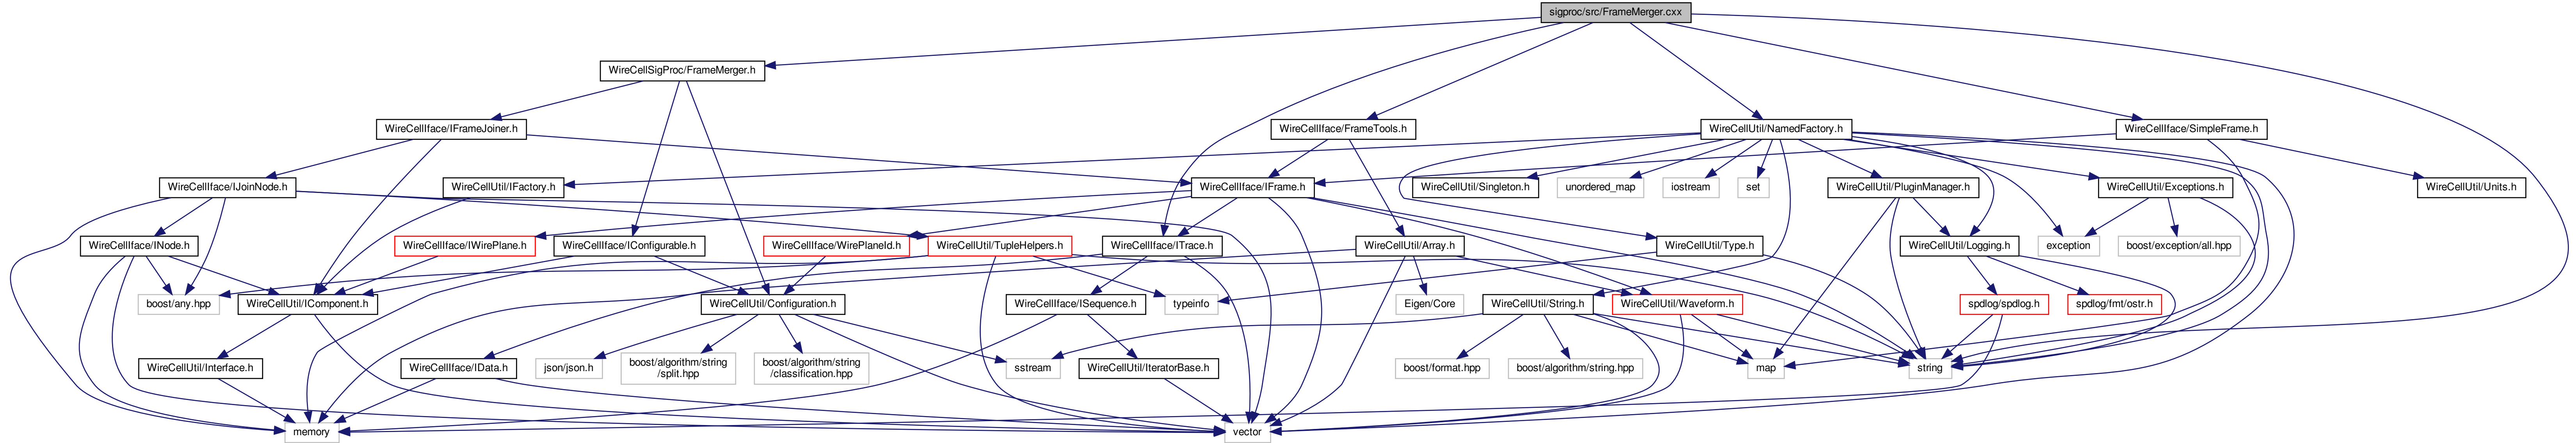 sigproc/src/FrameMerger.cxx
WireCellSigProc/FrameMerger.h
WireCellIface/IFrameJoiner.h
WireCellIface/FrameTools.h
WireCellUtil/NamedFactory.h
WireCellIface/SimpleFrame.h
WireCellIface/IJoinNode.h
WireCellUtil/IFactory.h
WireCellIface/IFrame.h
WireCellUtil/Singleton.h
unordered_map
iostream
set
WireCellUtil/PluginManager.h
WireCellUtil/Exceptions.h
WireCellUtil/Units.h
WireCellIface/INode.h
WireCellIface/IWirePlane.h
WireCellIface/IConfigurable.h
WireCellIface/WirePlaneId.h
WireCellUtil/TupleHelpers.h
WireCellIface/ITrace.h
WireCellUtil/Array.h
WireCellUtil/Type.h
WireCellUtil/Logging.h
exception
boost/exception/all.hpp
boost/any.hpp
WireCellUtil/IComponent.h
WireCellUtil/Configuration.h
WireCellIface/ISequence.h
typeinfo
Eigen/Core
WireCellUtil/String.h
WireCellUtil/Waveform.h
spdlog/spdlog.h
spdlog/fmt/ostr.h
WireCellUtil/Interface.h
WireCellIface/IData.h
json/json.h
boost/algorithm/string
/split.hpp
boost/algorithm/string
/classification.hpp
sstream
WireCellUtil/IteratorBase.h
boost/format.hpp
boost/algorithm/string.hpp
map
string
memory
vector